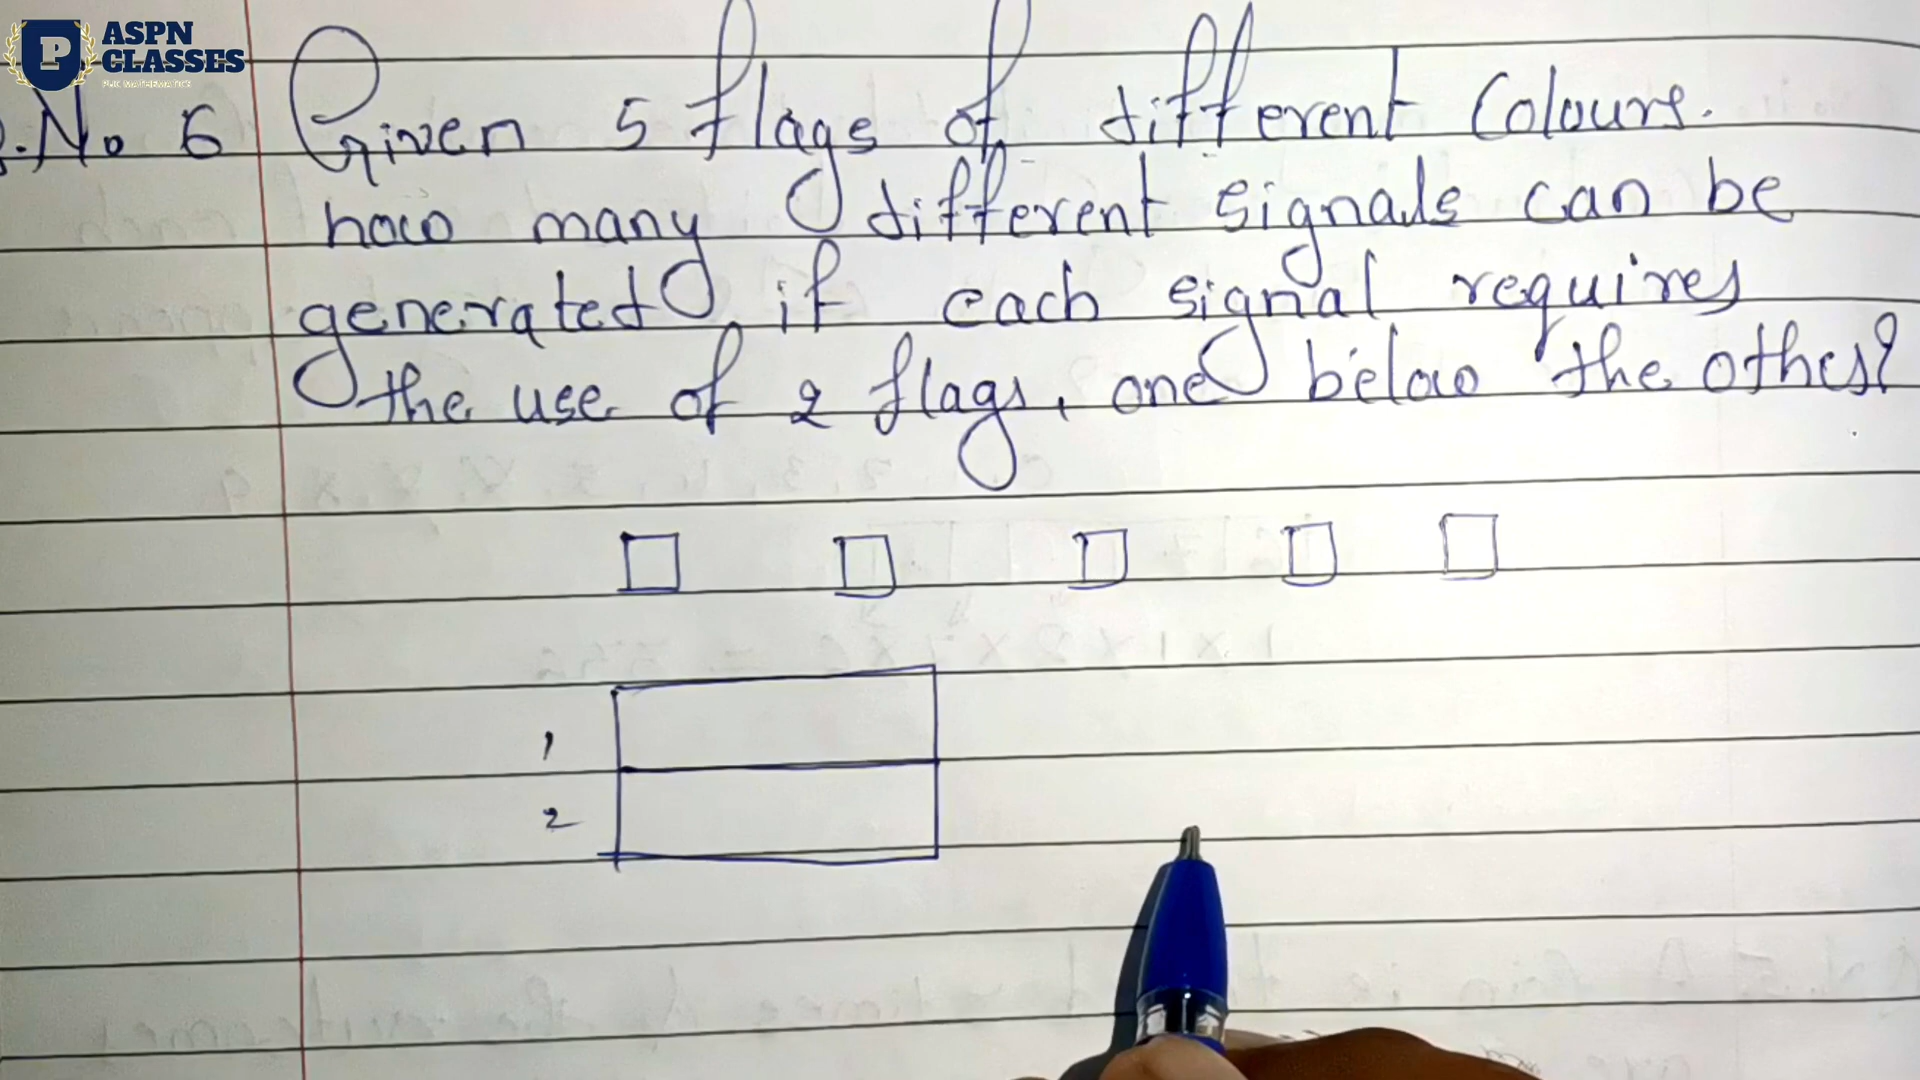 ASPN
CLASSES
P
Q.No 6 Given 5 flags of different Colours.
how many different signals can be
generated if each signal requires
the use of 2 flags, one below the other?
1
2